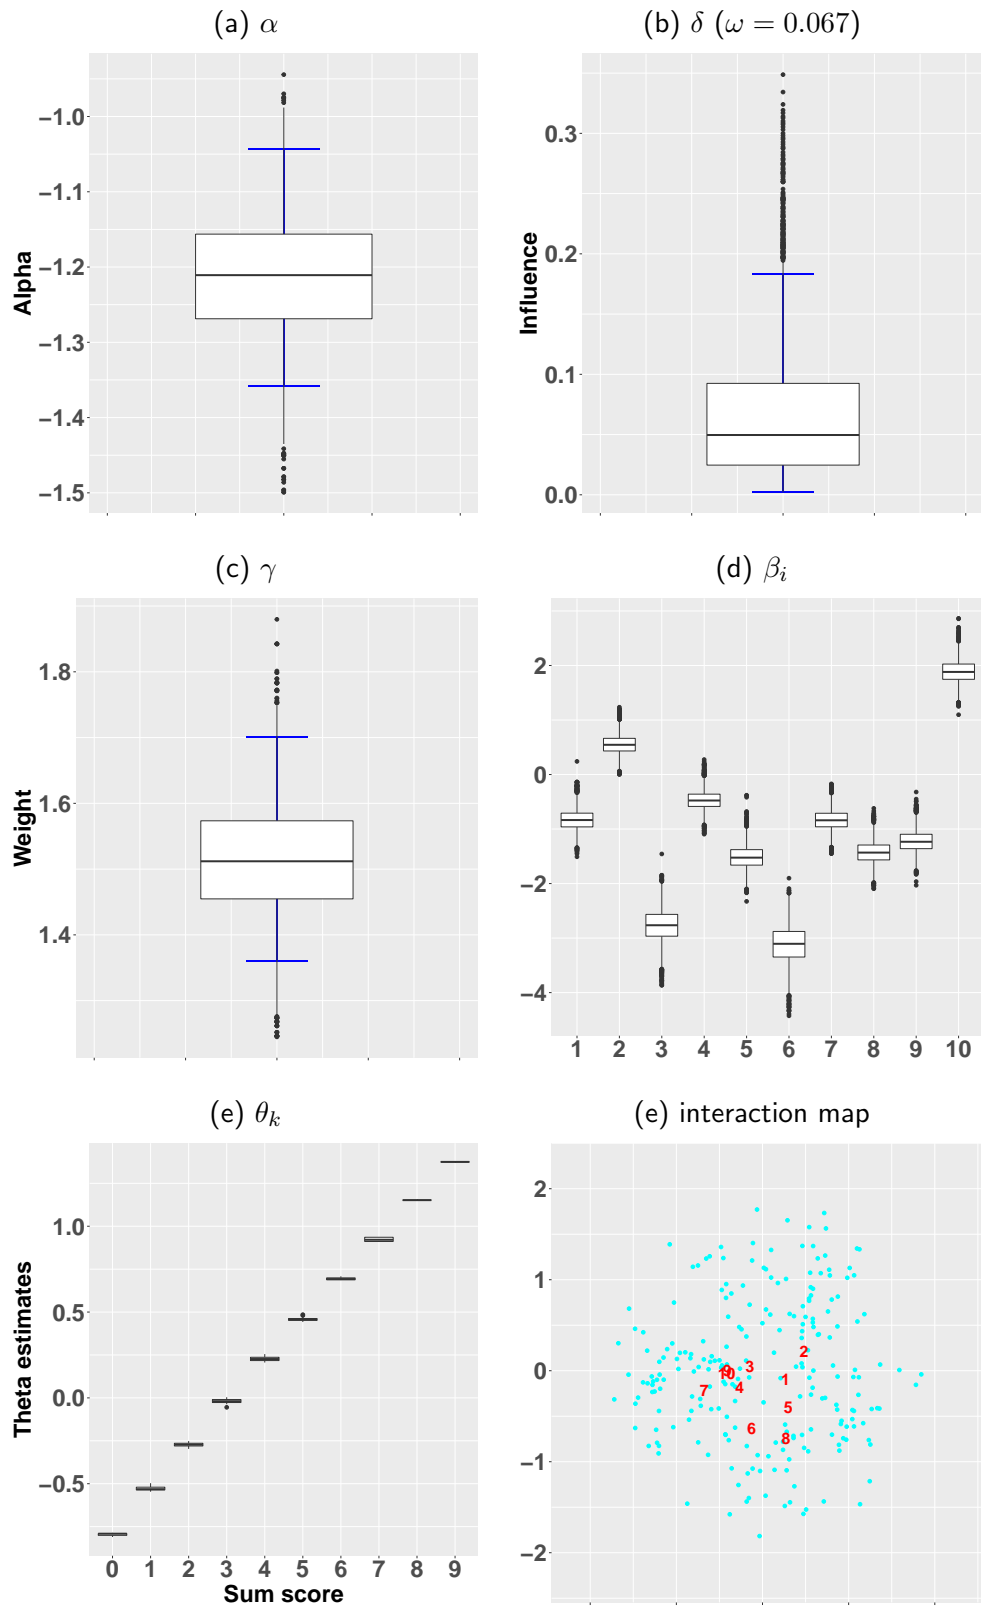 (a) α
(b) δ (ω = 0.067)
Alpha
−1.0
−1.1
−1.2
−1.3
−1.4
−1.5
Influence
0.3
0.2
0.1
0.0
(c) γ
(d) βi
Weight
1.8
1.6
1.4
2
0
−2
−4
1 2 3 4 5 6 7 8 9 10
(e) θk
(e) interaction map
Theta estimates
1.0
0.5
0.0
−0.5
0 1 2 3 4 5 6 7 8 9
Sum score
2
1
0
−1
−2
2
3
9
10
1
7
4
5
6
8